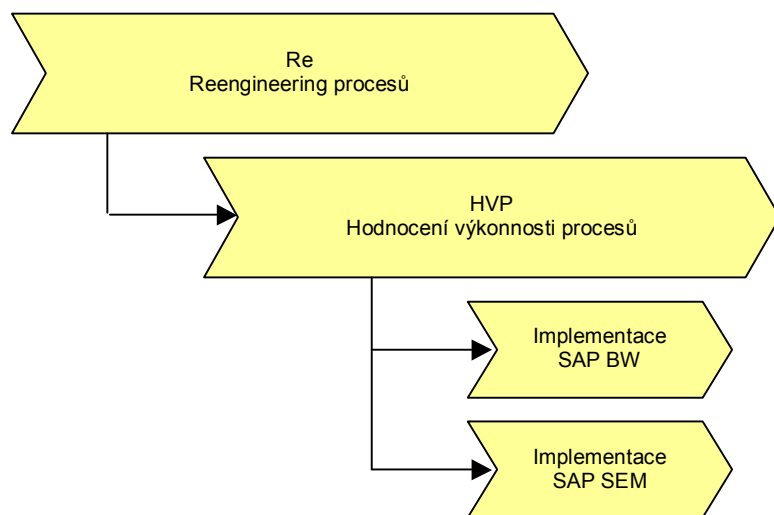 Re
Reengineering procesů
HVP
Hodnocení výkonnosti procesů
Implementace
SAP BW
Implementace
SAP SEM